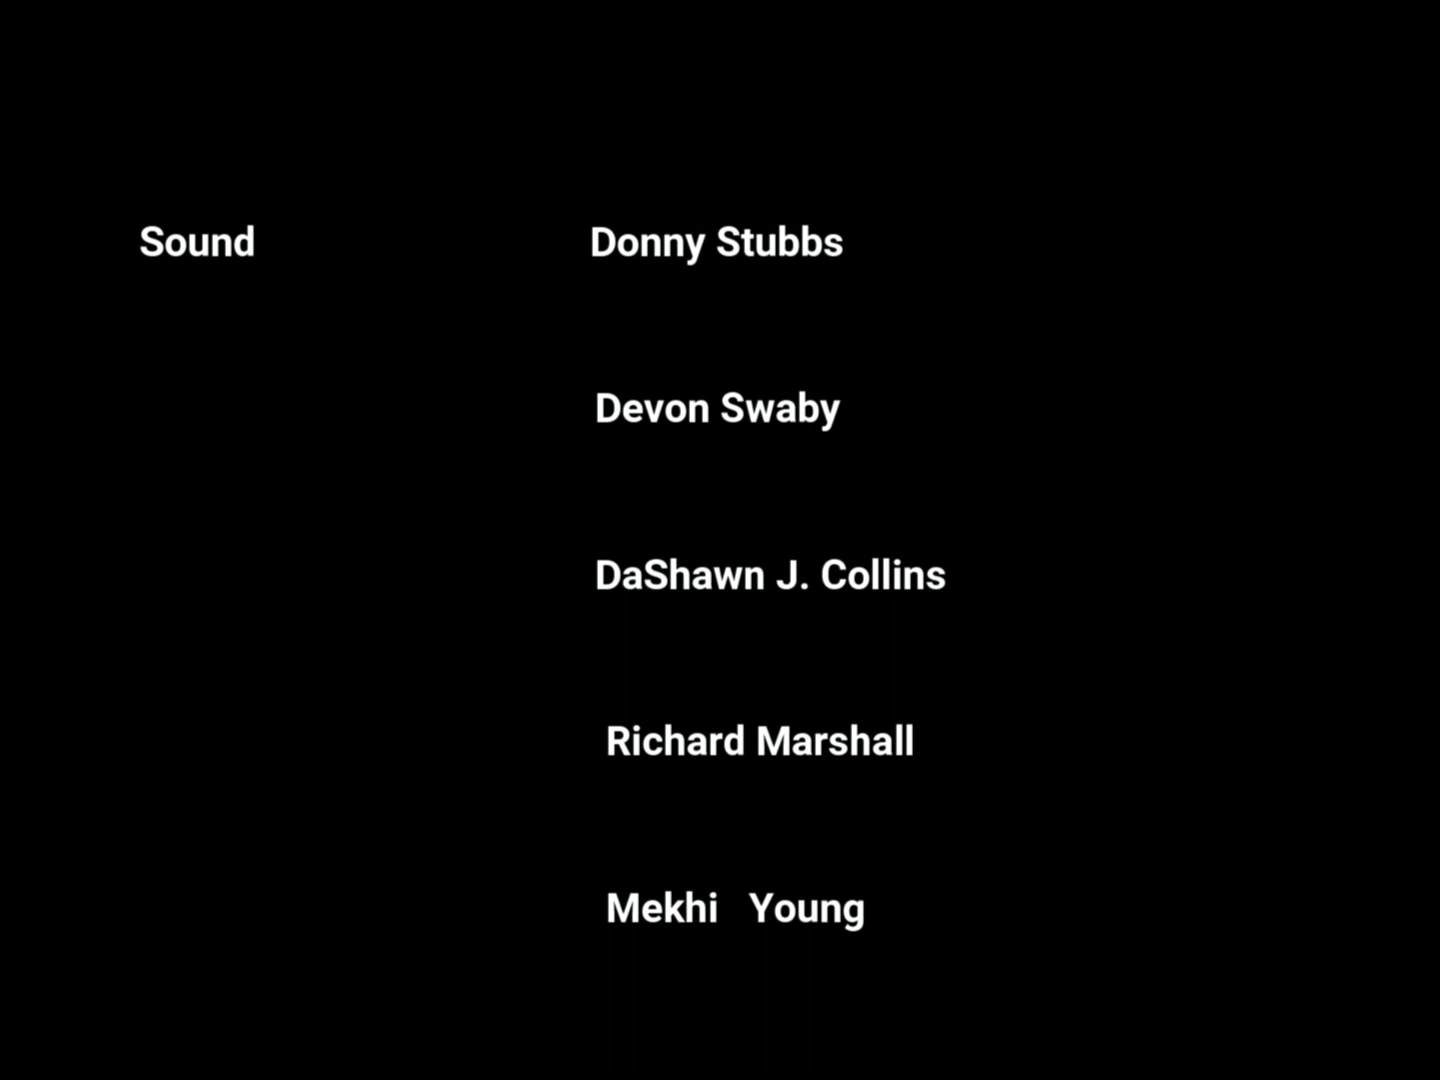 Sound Donny Stubbs
Devon Swaby
DaShawn J. Collins
Richard Marshall
Mekhi Young